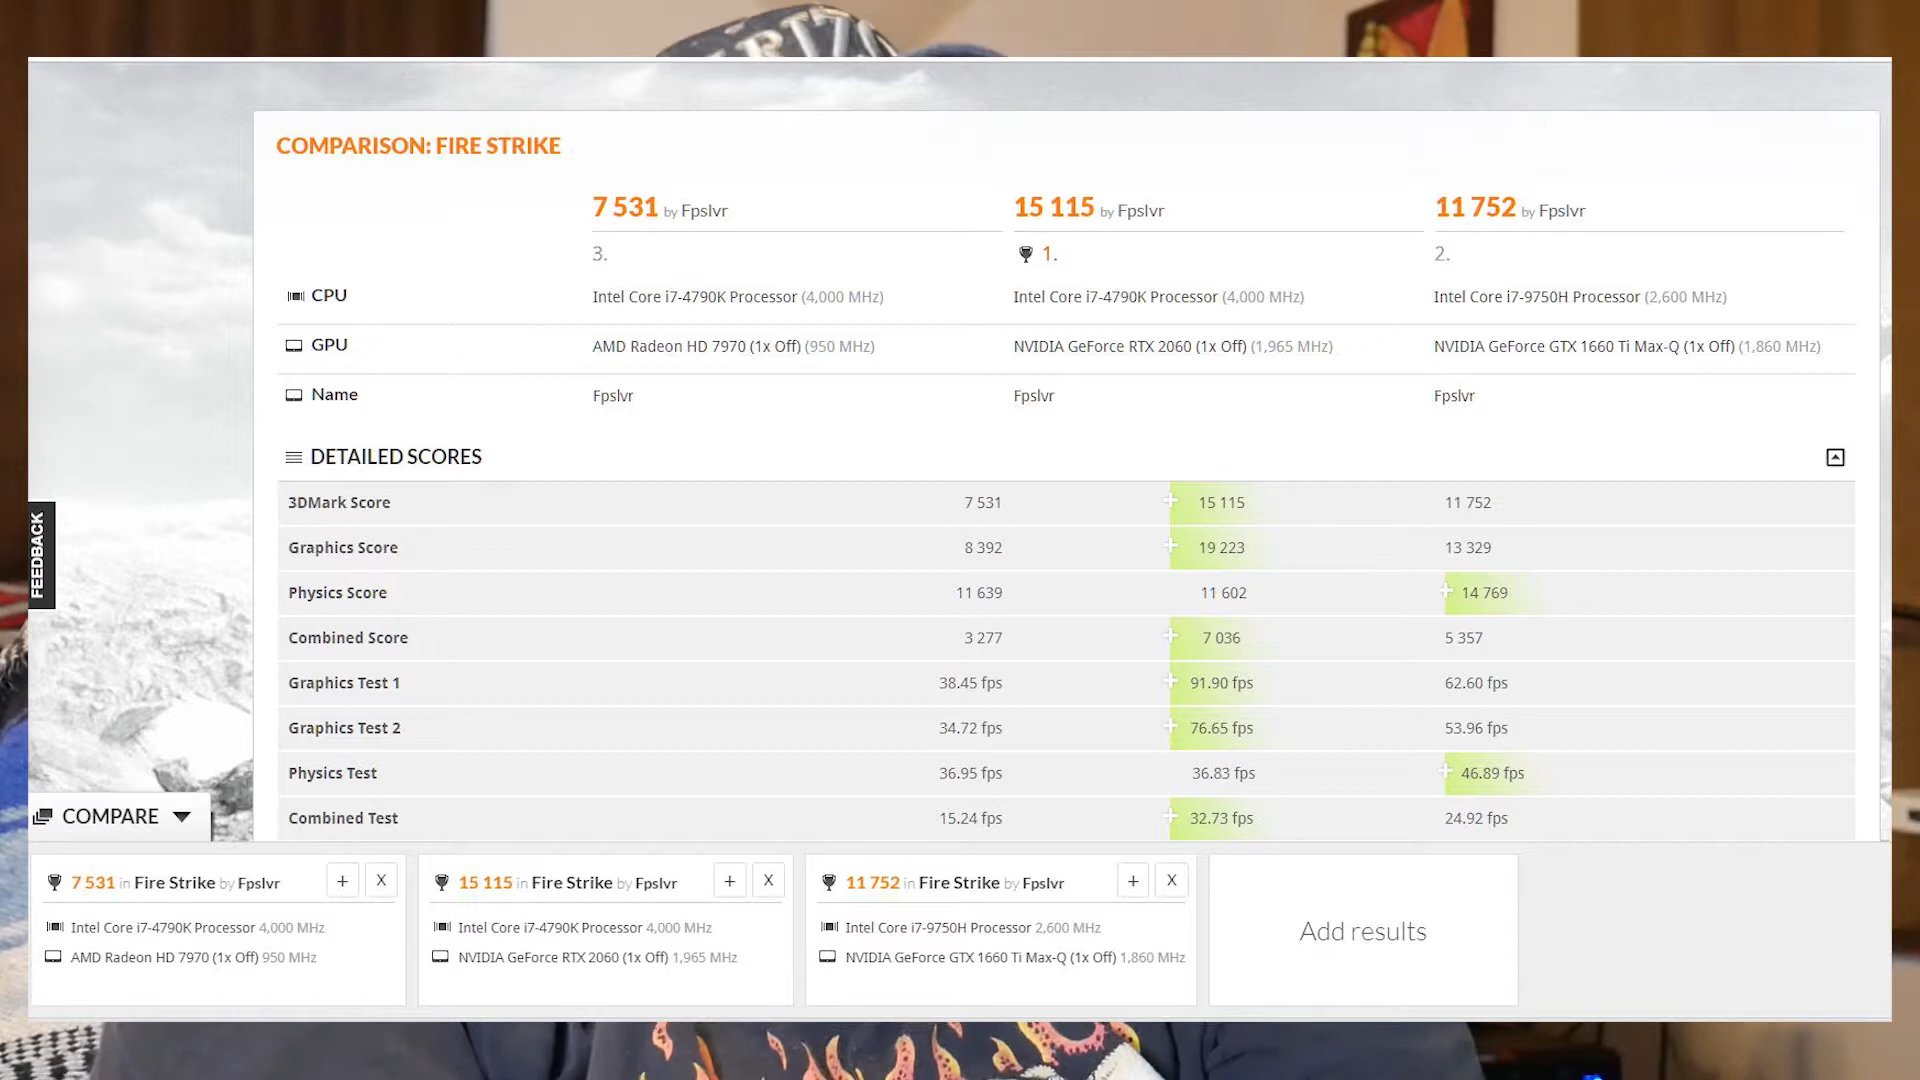 COMPARISON: FIRE STRIKE
7 531 by Fpslvr 15 115 by Fpslvr 11 752 by Fpslvr
3. 1. 2.
CPU Intel Core i7-4790K Processor (4,000 MHz) Intel Core i7-4790K Processor (4,000 MHz) Intel Core i7-9750H Processor (2,600 MHz)
GPU AMD Radeon HD 7970 (1x Off) (950 MHz) NVIDIA GeForce RTX 2060 (1x Off) (1,965 MHz) NVIDIA GeForce GTX 1660 Ti Max-Q (1x Off) (1,860 MHz)
Name Fpslvr Fpslvr Fpslvr
DETAILED SCORES
3DMark Score 7 531 + 15 115 11 752
Graphics Score 8 392 + 19 223 13 329
Physics Score 11 639 11 602 + 14 769
Combined Score 3 277 + 7 036 5 357
Graphics Test 1 38.45 fps + 91.90 fps 62.60 fps
Graphics Test 2 34.72 fps + 76.65 fps 53.96 fps
Physics Test 36.95 fps 36.83 fps + 46.89 fps
Combined Test 15.24 fps + 32.73 fps 24.92 fps
FEEDBACK
COMPARE
7 531 in Fire Strike by Fpslvr + X
Intel Core i7-4790K Processor 4,000 MHz
AMD Radeon HD 7970 (1x Off) 950 MHz
15 115 in Fire Strike by Fpslvr + X
Intel Core i7-4790K Processor 4,000 MHz
NVIDIA GeForce RTX 2060 (1x Off) 1,965 MHz
11 752 in Fire Strike by Fpslvr + X
Intel Core i7-9750H Processor 2,600 MHz
NVIDIA GeForce GTX 1660 Ti Max-Q (1x Off) 1,860 MHz
Add results